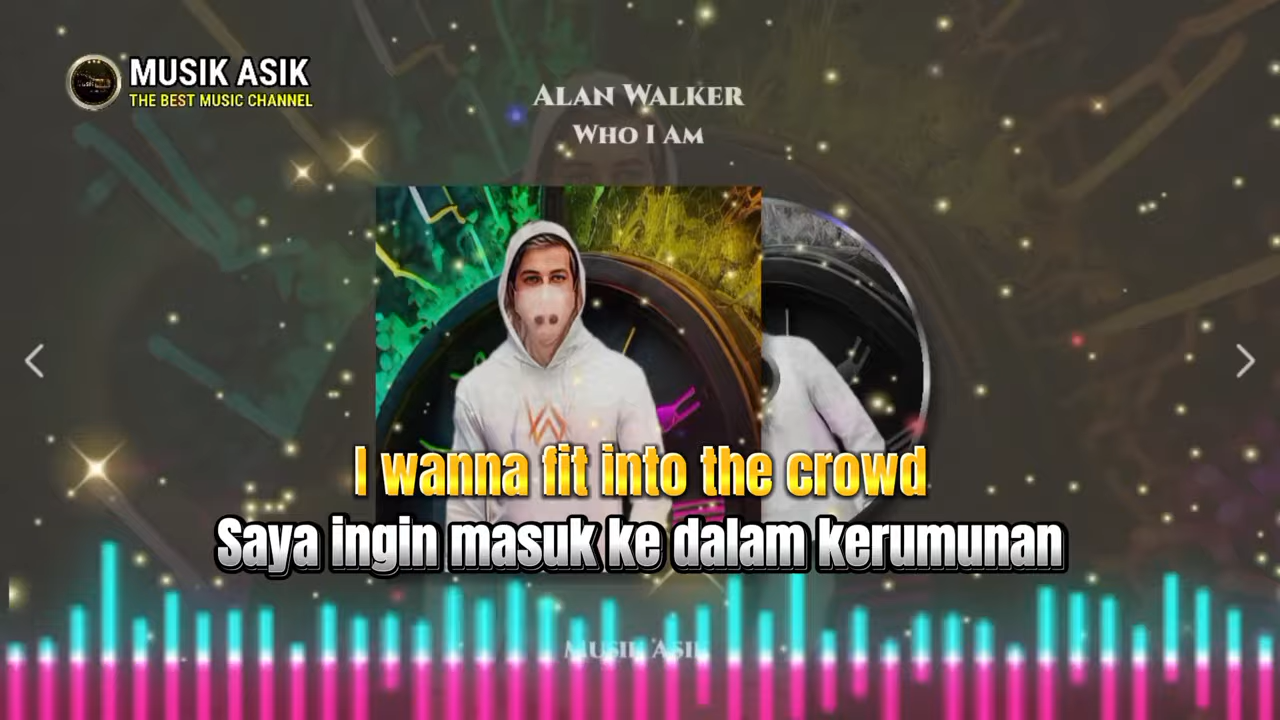 MUSIK ASIK
THE BEST MUSIC CHANNEL
ALAN WALKER
WHO I AM
I wanna fit into the crowd
Saya ingin masuk ke dalam kerumunan
MUSIK ASIK